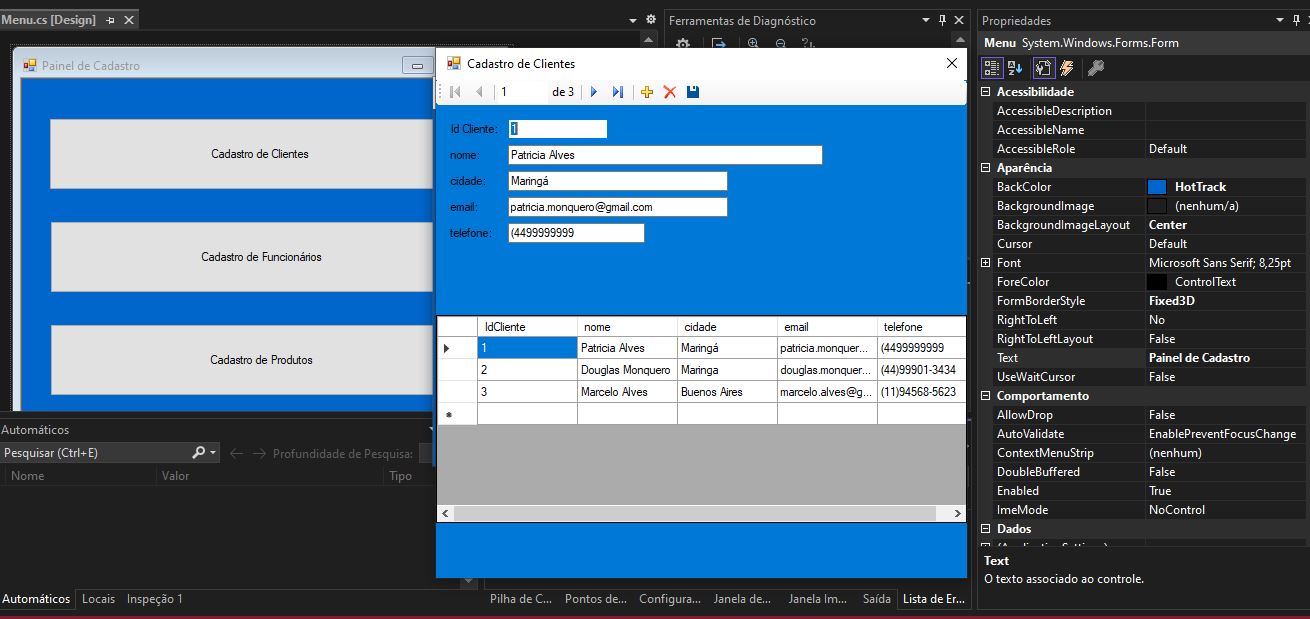 Menu.cs [Design]
Painel de Cadastro
Cadastro de Clientes
Cadastro de Funcionários
Cadastro de Produtos
Cadastro de Clientes
1 de 3
Id Cliente: 1
nome: Patricia Alves
cidade: Maringá
email: patricia.monquero@gmail.com
telefone: (4499999999
IdCliente nome cidade email telefone
1 Patricia Alves Maringá patricia.monquer... (4499999999
2 Douglas Monquero Maringa douglas.monquer... (44)99901-3434
3 Marcelo Alves Buenos Aires marcelo.alves@g... (11)94568-5623
Ferramentas de Diagnóstico
Automáticos
Pesquisar (Ctrl+E) Profundidade de Pesquisa:
Nome Valor Tipo
Automáticos Locais Inspeção 1
Pilha de C... Pontos de... Configura... Janela de... Janela Im... Saída Lista de Er...
Propriedades
Menu System.Windows.Forms.Form
Acessibilidade
AccessibleDescription
AccessibleName
AccessibleRole Default
Aparência
BackColor HotTrack
BackgroundImage (nenhum/a)
BackgroundImageLayout Center
Cursor Default
Font Microsoft Sans Serif; 8,25pt
ForeColor ControlText
FormBorderStyle Fixed3D
RightToLeft No
RightToLeftLayout False
Text Painel de Cadastro
UseWaitCursor False
Comportamento
AllowDrop False
AutoValidate EnablePreventFocusChange
ContextMenuStrip (nenhum)
DoubleBuffered False
Enabled True
ImeMode NoControl
Dados
Text
O texto associado ao controle.